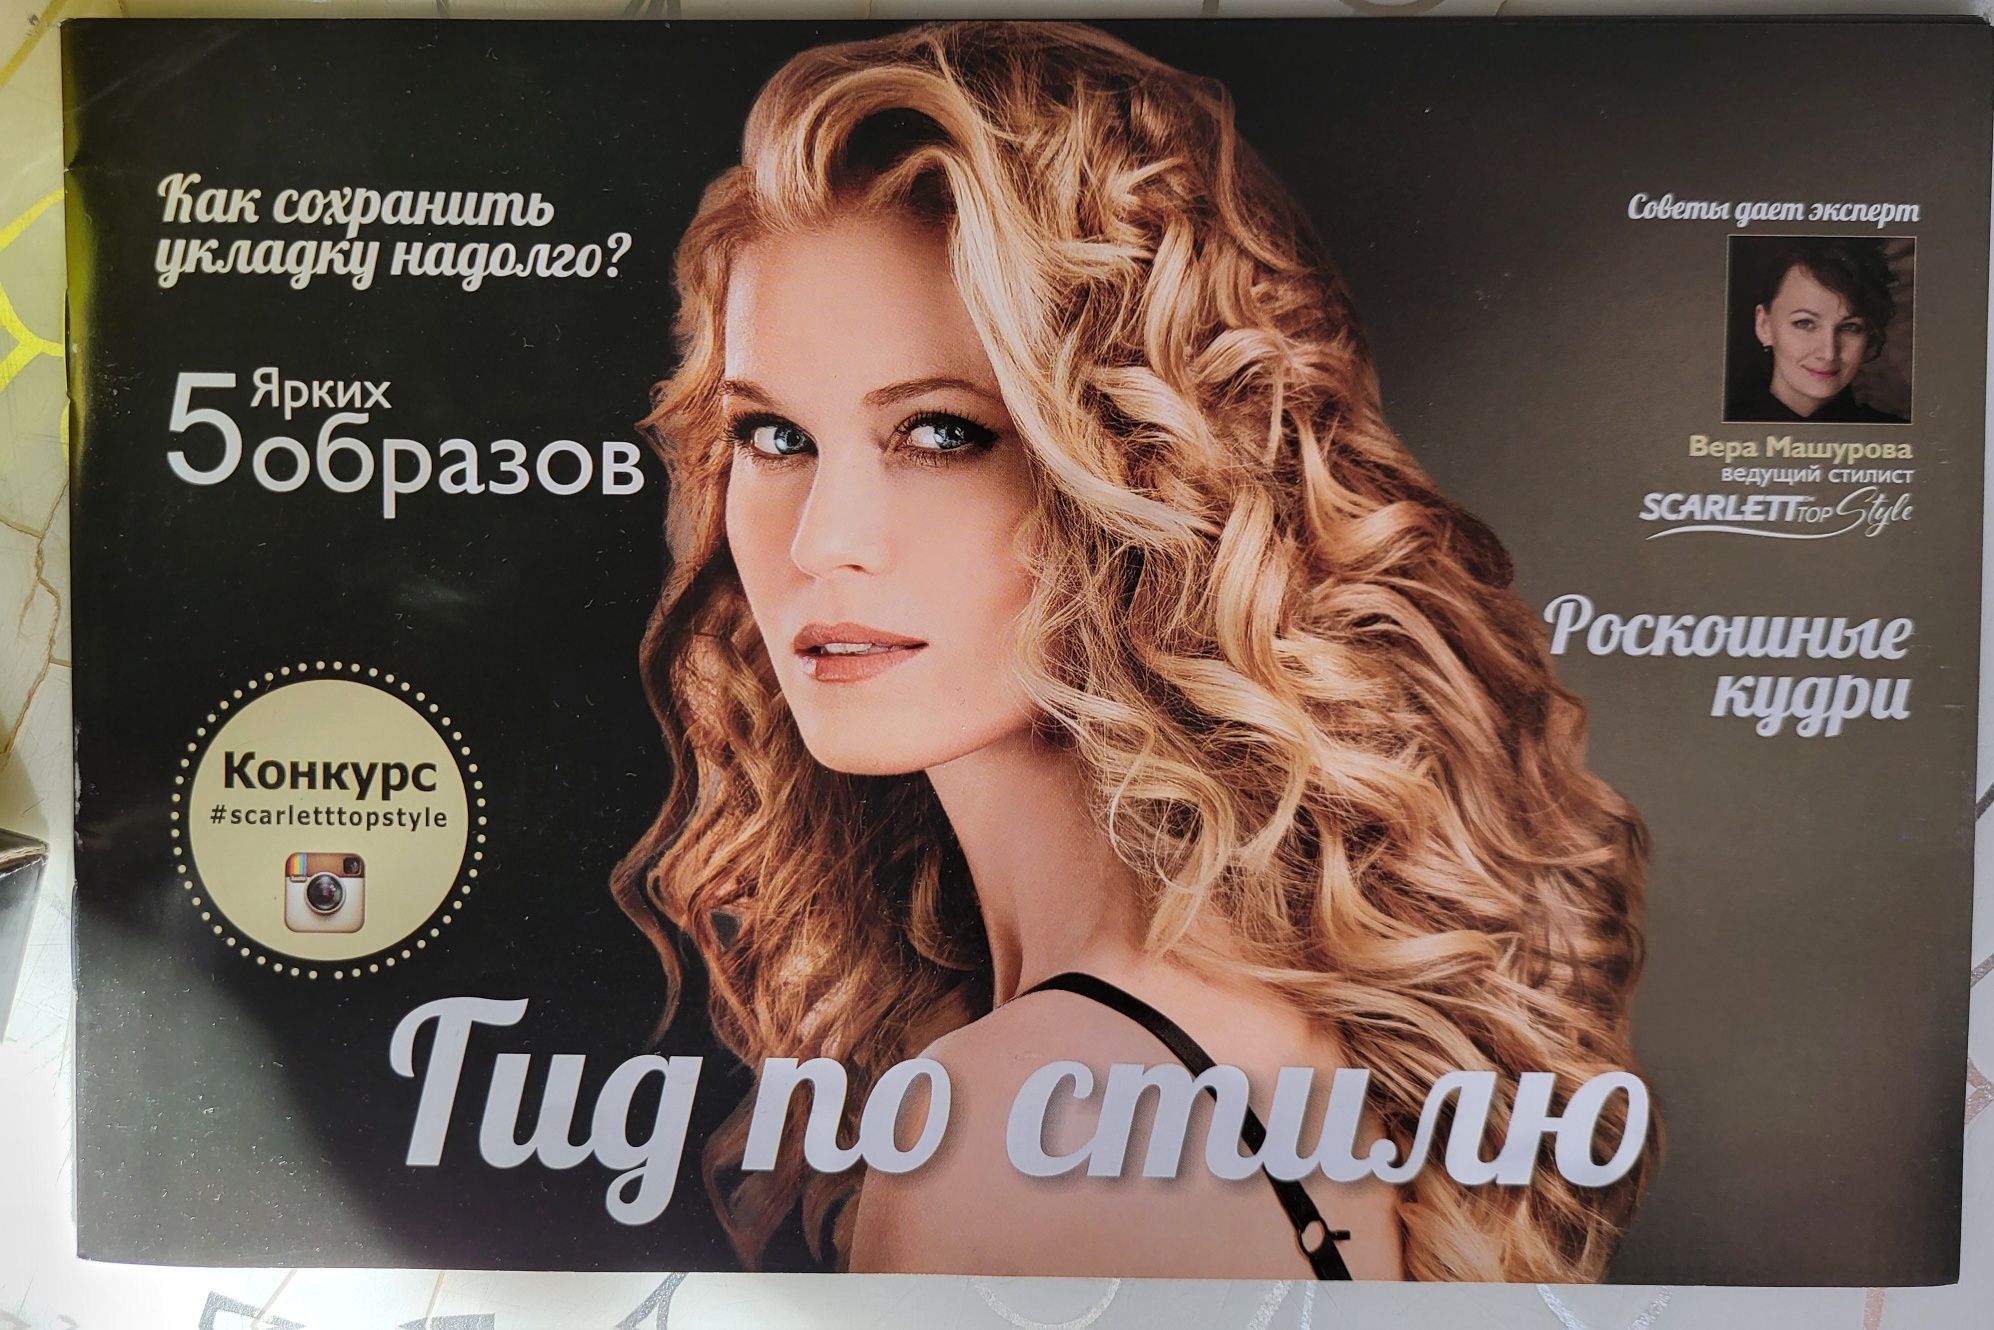 Как сохранить
укладку надолго?
5 Ярких
образов
Конкурс
#scarletttopstyle
Советы дает эксперт
Вера Машурова
ведущий стилист
SCARLETT TOP Style
Роскошные
кудри
Гид по стилю